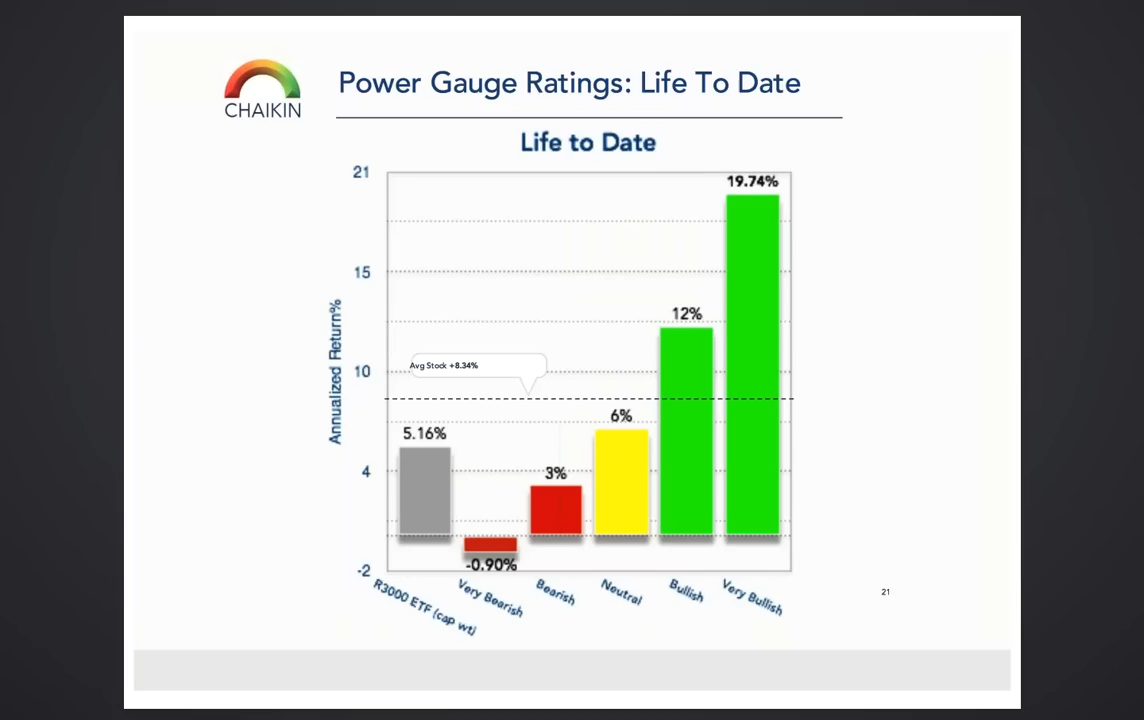 CHAIKIN
Power Gauge Ratings: Life To Date
Life to Date
Annualized Return%
21
15
10
4
-2
Avg Stock +8.34%
5.16%
-0.90%
3%
6%
12%
19.74%
R3000 ETF (cap wt)
Very Bearish
Bearish
Neutral
Bullish
Very Bullish
21